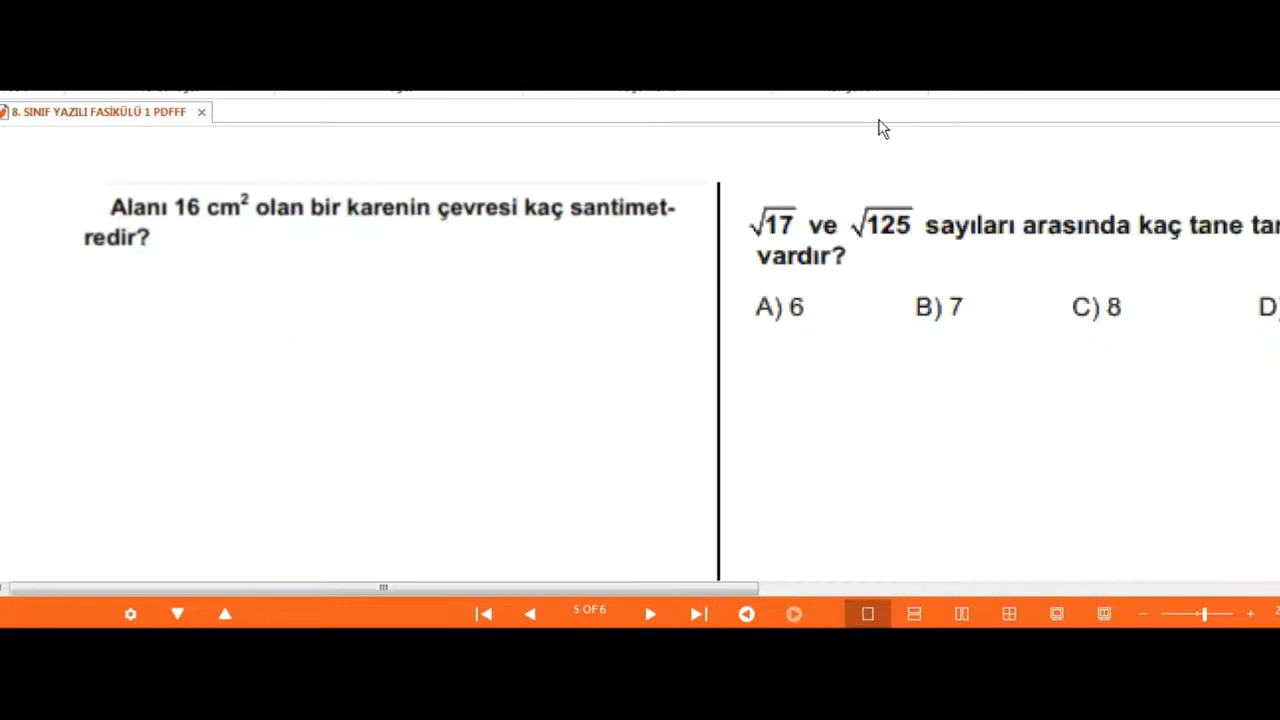 8. SINIF YAZILI FASİKÜLÜ 1 PDFFF
Alanı 16 cm² olan bir karenin çevresi kaç santimet-
redir?
√17 ve √125 sayıları arasında kaç tane
vardır?
A) 6 B) 7 C) 8 D)
5 OF 6